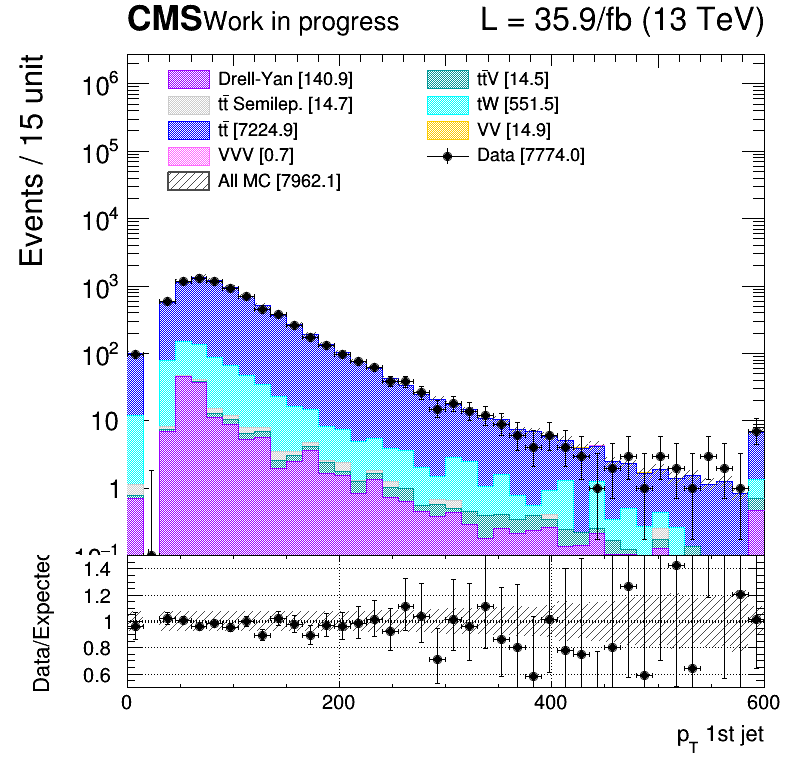 CMS Work in progress L = 35.9/fb (13 TeV)
Events / 15 unit
Drell-Yan [140.9]
tt̄ Semilep. [14.7]
tt̄ [7224.9]
VVV [0.7]
All MC [7962.1]
tt̄V [14.5]
tW [551.5]
VV [14.9]
Data [7774.0]
10⁶
10⁵
10⁴
10³
10²
10
1
10⁻¹
Data/Expected
1.4
1.2
1
0.8
0.6
0 200 400 600
p_T 1st jet